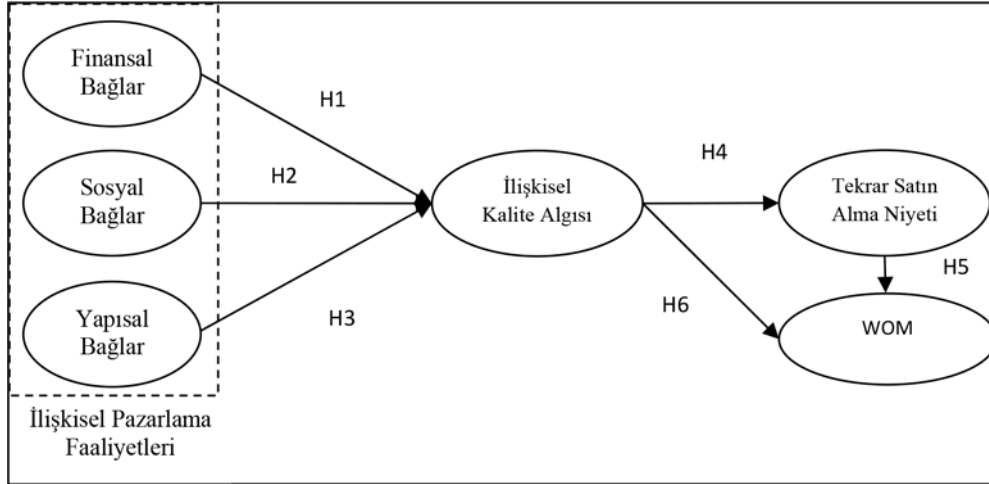 Finansal
Bağlar
H1
Sosyal
Bağlar
H2
Yapısal
Bağlar
H3
İlişkisel Pazarlama
Faaliyetleri
İlişkisel
Kalite Algısı
H4
Tekrar Satın
Alma Niyeti
H5
H6
WOM